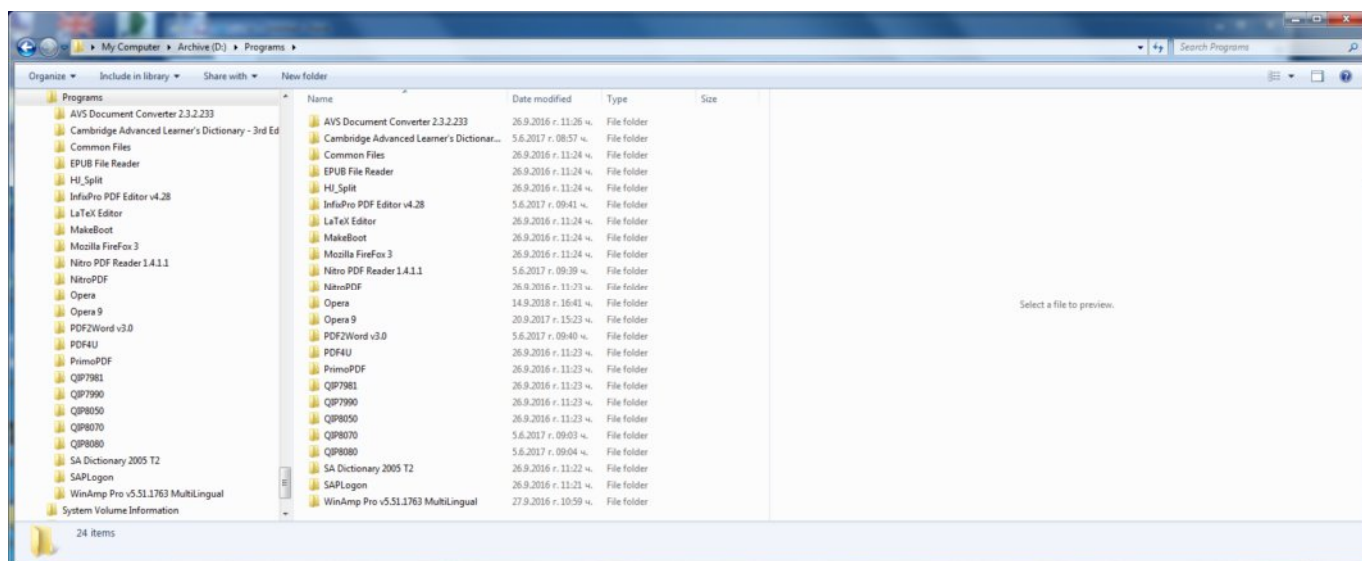 My Computer Archive (D:) Programs
Search Programs
Organize Include in library Share with New folder
Programs
AVS Document Converter 2.3.2.233
Cambridge Advanced Learner's Dictionary - 3rd Ed
Common Files
EPUB File Reader
HJ_Split
InfixPro PDF Editor v4.28
LaTeX Editor
MakeBoot
Mozilla FireFox 3
Nitro PDF Reader 1.4.1.1
NitroPDF
Opera
Opera 9
PDF2Word v3.0
PDF4U
PrimoPDF
QIP7981
QIP7990
QIP8050
QIP8070
QIP8080
SA Dictionary 2005 T2
SAPLogon
WinAmp Pro v5.51.1763 MultiLingual
System Volume Information
Name Date modified Type Size
AVS Document Converter 2.3.2.233 26.9.2016 г. 11:26 ч. File folder
Cambridge Advanced Learner's Dictionar... 5.6.2017 г. 08:57 ч. File folder
Common Files 26.9.2016 г. 11:24 ч. File folder
EPUB File Reader 26.9.2016 г. 11:24 ч. File folder
HJ_Split 26.9.2016 г. 11:24 ч. File folder
InfixPro PDF Editor v4.28 5.6.2017 г. 09:41 ч. File folder
LaTeX Editor 26.9.2016 г. 11:24 ч. File folder
MakeBoot 26.9.2016 г. 11:24 ч. File folder
Mozilla FireFox 3 26.9.2016 г. 11:24 ч. File folder
Nitro PDF Reader 1.4.1.1 5.6.2017 г. 09:39 ч. File folder
NitroPDF 26.9.2016 г. 11:23 ч. File folder
Opera 14.9.2018 г. 16:41 ч. File folder
Opera 9 20.9.2017 г. 15:23 ч. File folder
PDF2Word v3.0 5.6.2017 г. 09:40 ч. File folder
PDF4U 26.9.2016 г. 11:23 ч. File folder
PrimoPDF 26.9.2016 г. 11:23 ч. File folder
QIP7981 26.9.2016 г. 11:23 ч. File folder
QIP7990 26.9.2016 г. 11:23 ч. File folder
QIP8050 26.9.2016 г. 11:23 ч. File folder
QIP8070 5.6.2017 г. 09:03 ч. File folder
QIP8080 5.6.2017 г. 09:04 ч. File folder
SA Dictionary 2005 T2 26.9.2016 г. 11:22 ч. File folder
SAPLogon 26.9.2016 г. 11:21 ч. File folder
WinAmp Pro v5.51.1763 MultiLingual 27.9.2016 г. 10:59 ч. File folder
Select a file to preview.
24 items